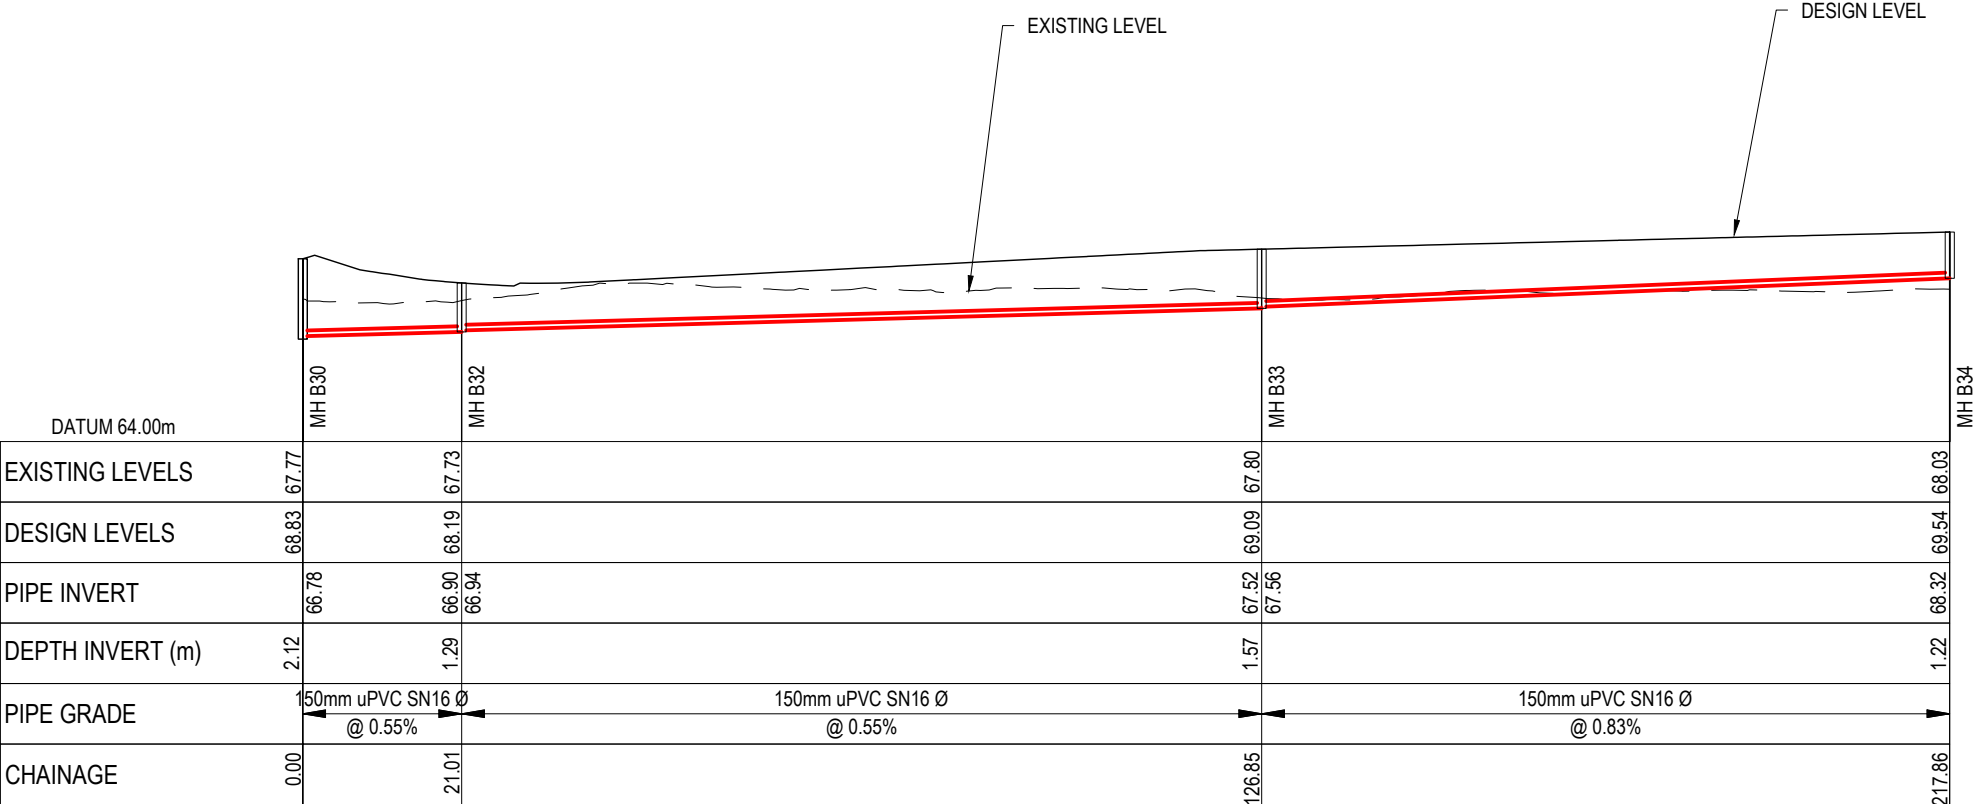 EXISTING LEVEL
DESIGN LEVEL
MH B30
MH B32
MH B33
MH B34
DATUM 64.00m
EXISTING LEVELS 67.77 67.73 67.80 68.03
DESIGN LEVELS 68.83 68.19 69.09 69.54
PIPE INVERT 66.78 66.90 66.94 67.52 67.56 68.32
DEPTH INVERT (m) 2.12 1.29 1.57 1.22
PIPE GRADE
150mm uPVC SN16 Ø
@ 0.55%
150mm uPVC SN16 Ø
@ 0.55%
150mm uPVC SN16 Ø
@ 0.83%
CHAINAGE 0.00 21.01 126.85 217.86